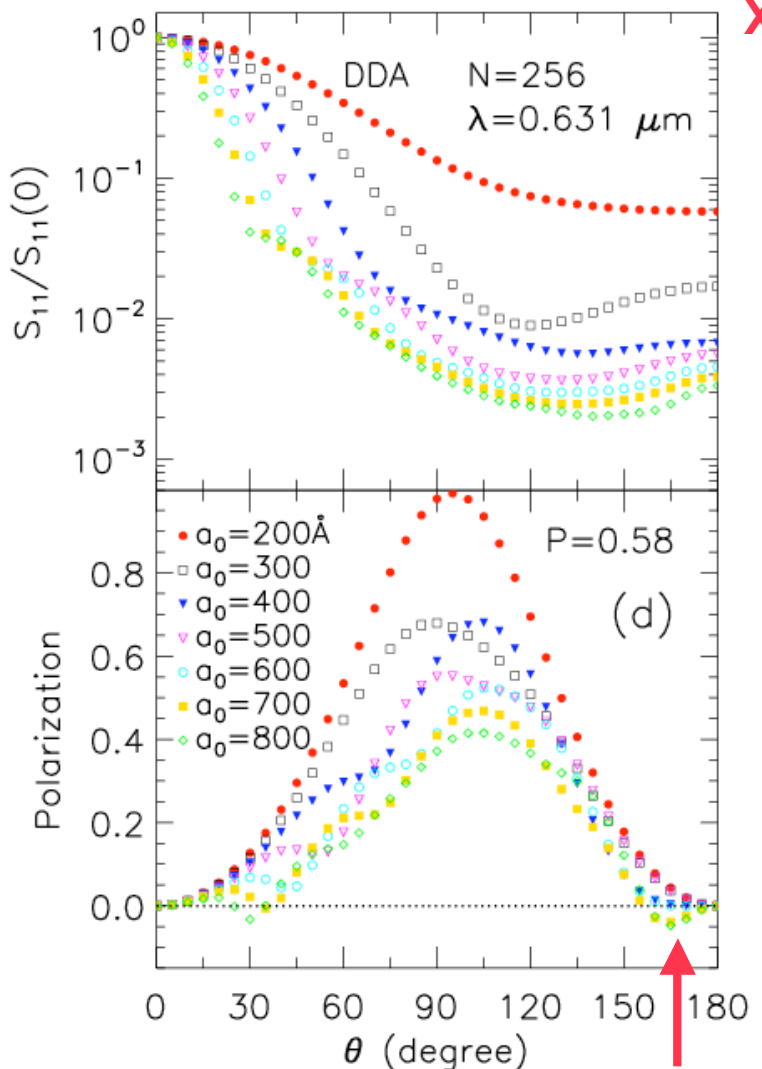 10⁰
10⁻¹
10⁻²
10⁻³
S₁₁/S₁₁(0)
DDA N=256
λ=0.631 μm
a₀=200Å
a₀=300
a₀=400
a₀=500
a₀=600
a₀=700
a₀=800
P=0.58
(d)
0.8
0.6
0.4
0.2
0.0
Polarization
0 30 60 90 120 150 180
θ (degree)